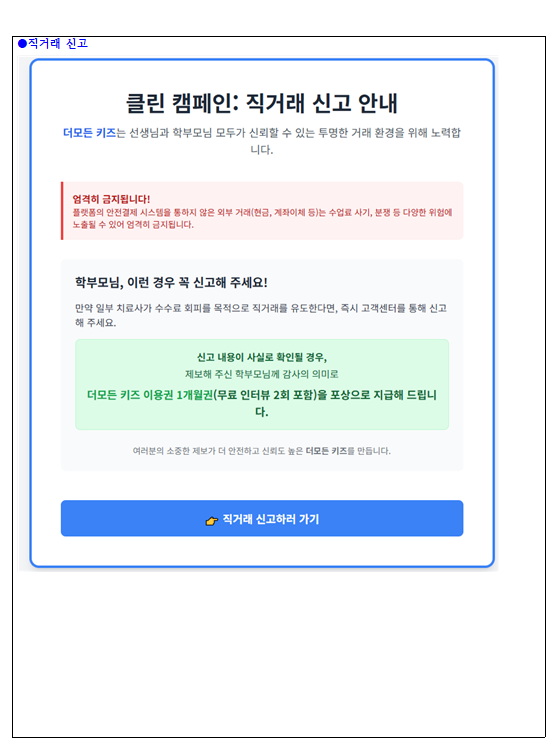 ●직거래 신고
클린 캠페인: 직거래 신고 안내
더모든 키즈는 선생님과 학부모님 모두가 신뢰할 수 있는 투명한 거래 환경을 위해 노력합
니다.
엄격히 금지됩니다!
플랫폼의 안전결제 시스템을 통하지 않은 외부 거래(현금, 계좌이체 등)는 수업료 사기, 분쟁 등 다양한 위험에
노출될 수 있어 엄격히 금지됩니다.
학부모님, 이런 경우 꼭 신고해 주세요!
만약 일부 치료사가 수수료 회피를 목적으로 직거래를 유도한다면, 즉시 고객센터를 통해 신고
해 주세요.
신고 내용이 사실로 확인될 경우,
제보해 주신 학부모님께 감사의 의미로
더모든 키즈 이용권 1개월권(무료 인터뷰 2회 포함)을 포상으로 지급해 드립니
다.
여러분의 소중한 제보가 더 안전하고 신뢰도 높은 더모든 키즈를 만듭니다.
👉 직거래 신고하러 가기